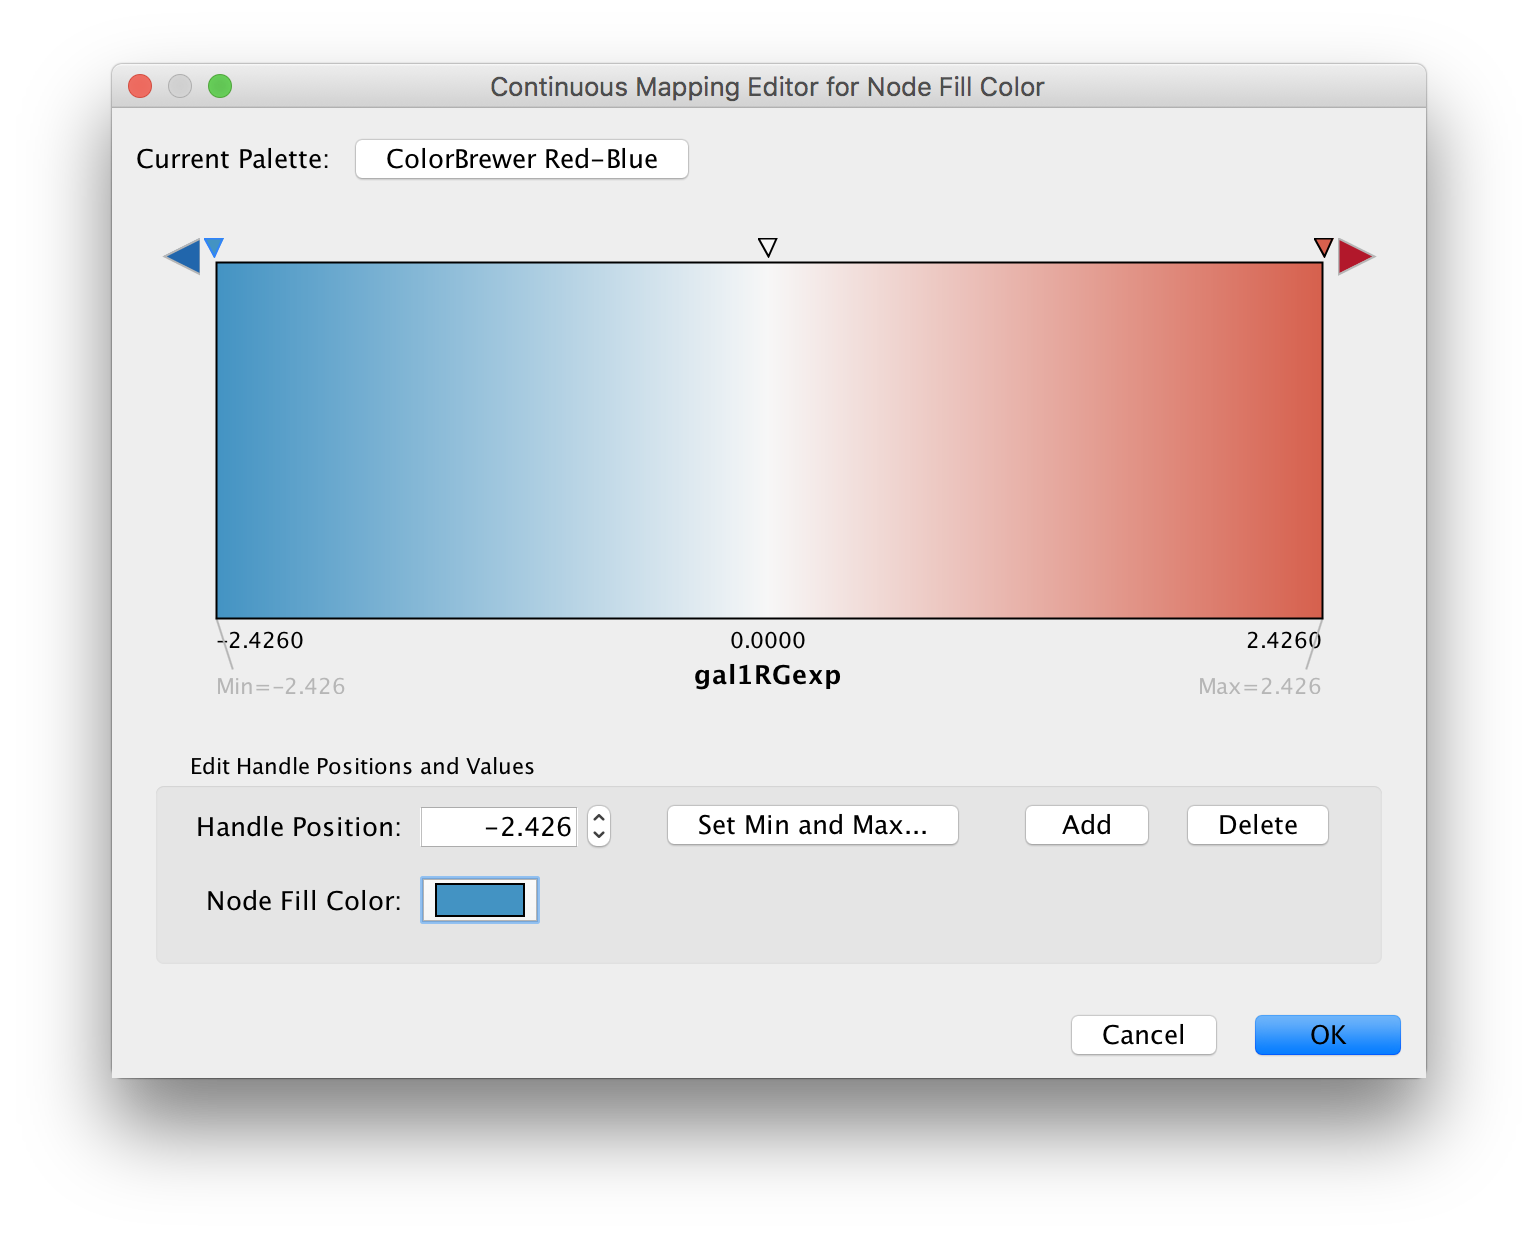 Continuous Mapping Editor for Node Fill Color
Current Palette: ColorBrewer Red-Blue
-2.4260 0.0000 2.4260
gal1RGexp
Min=-2.426 Max=2.426
Edit Handle Positions and Values
Handle Position: -2.426 Set Min and Max... Add Delete
Node Fill Color:
Cancel OK